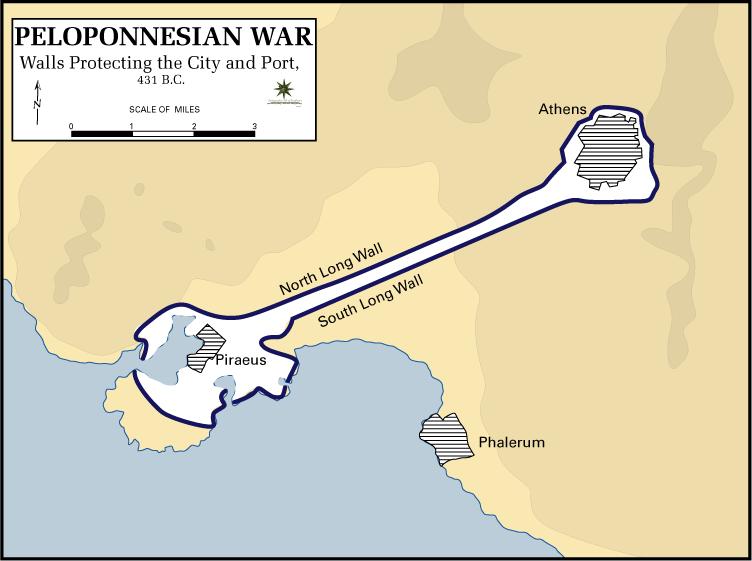 PELOPONNESIAN WAR
Walls Protecting the City and Port,
431 B.C.
N
SCALE OF MILES
0 1 2 3
Athens
North Long Wall
South Long Wall
Piraeus
Phalerum